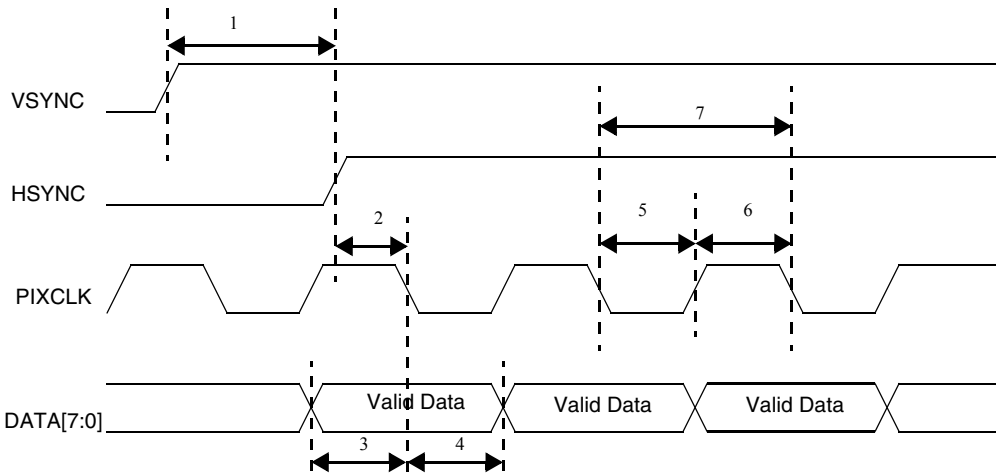 1
VSYNC
7
HSYNC
2
5
6
PIXCLK
Valid Data
Valid Data
Valid Data
DATA[7:0]
3
4